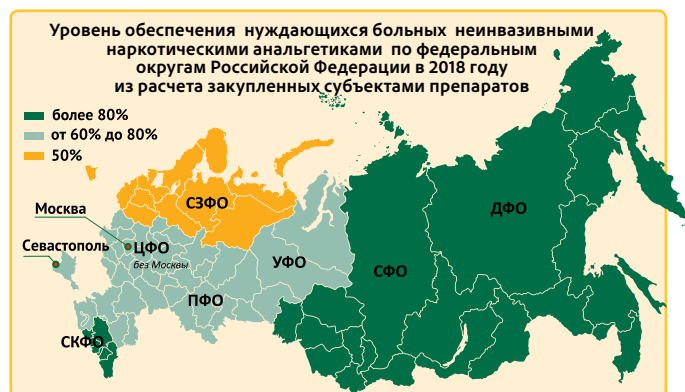 Уровень обеспечения нуждающихся больных неинвазивными
наркотическими анальгетиками по федеральным
округам Российской Федерации в 2018 году
из расчета закупленных субъектами препаратов
более 80%
от 60% до 80%
50%
СЗФО
Москва
ДФО
Севастополь
ЦФО
без Москвы
УФО
СФО
ПФО
СКФО